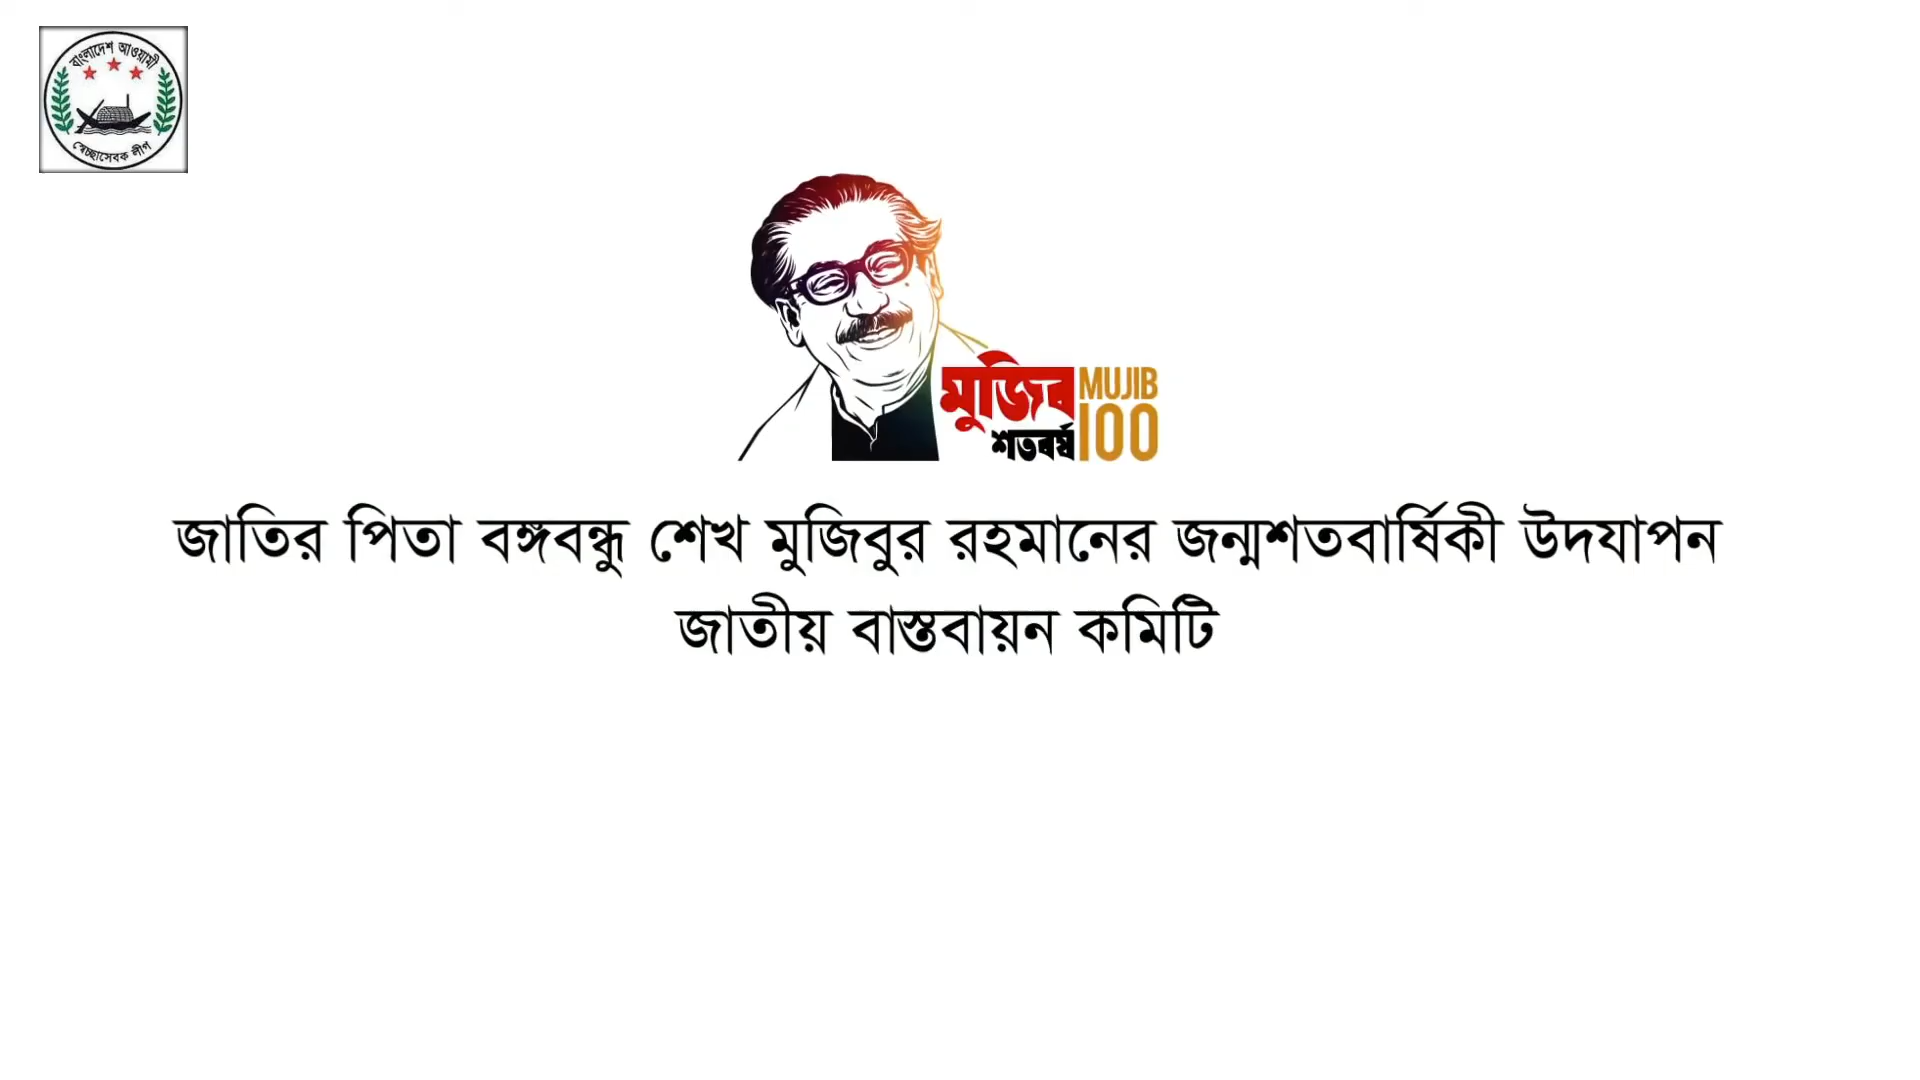 বাংলাদেশ আওয়ামী
স্বেচ্ছাসেবক লীগ
মুজিব
শতবর্ষ
MUJIB
100
জাতির পিতা বঙ্গবন্ধু শেখ মুজিবুর রহমানের জন্মশতবার্ষিকী উদযাপন
জাতীয় বাস্তবায়ন কমিটি